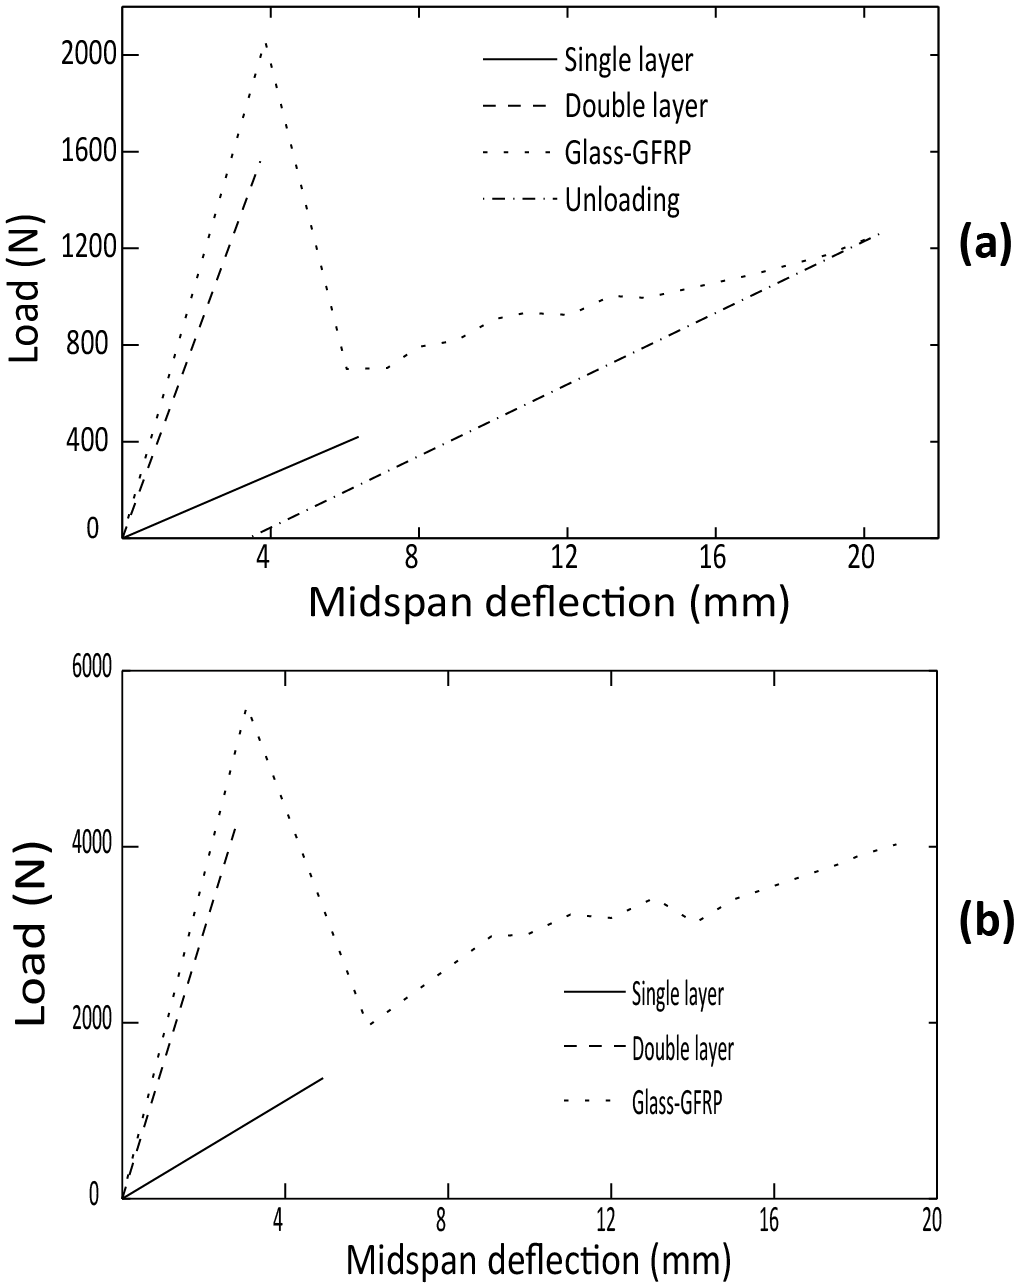 2000
1600
1200
800
400
0
Load (N)
Single layer
Double layer
Glass-GFRP
Unloading
(a)
4 8 12 16 20
Midspan deflection (mm)
6000
4000
2000
0
Load (N)
(b)
Single layer
Double layer
Glass-GFRP
4 8 12 16 20
Midspan deflection (mm)